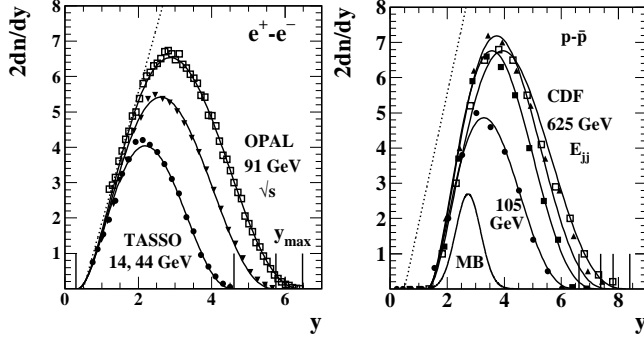 2dn/dy
8
7
6
5
4
3
2
1
0
0 2 4 6
y
e⁺-e⁻
OPAL
91 GeV
√s
TASSO
14, 44 GeV
y_max
2dn/dy
8
7
6
5
4
3
2
1
0
0 2 4 6 8
y
p-p̄
CDF
625 GeV
E_jj
105
GeV
MB